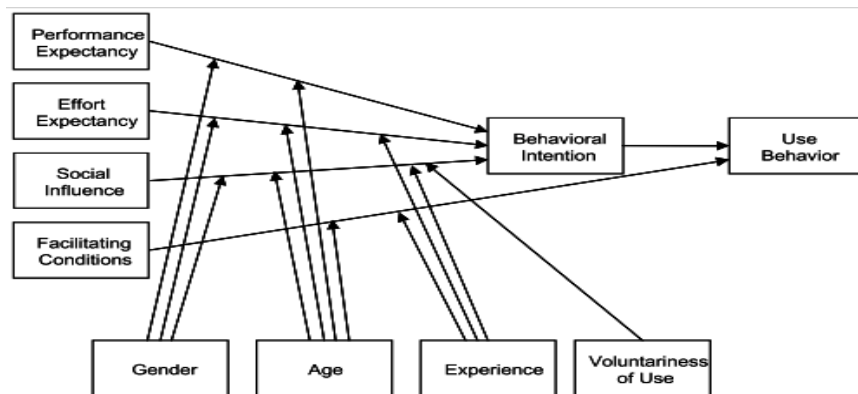 Performance
Expectancy
Effort
Expectancy
Social
Influence
Facilitating
Conditions
Behavioral
Intention
Use
Behavior
Gender
Age
Experience
Voluntariness
of Use